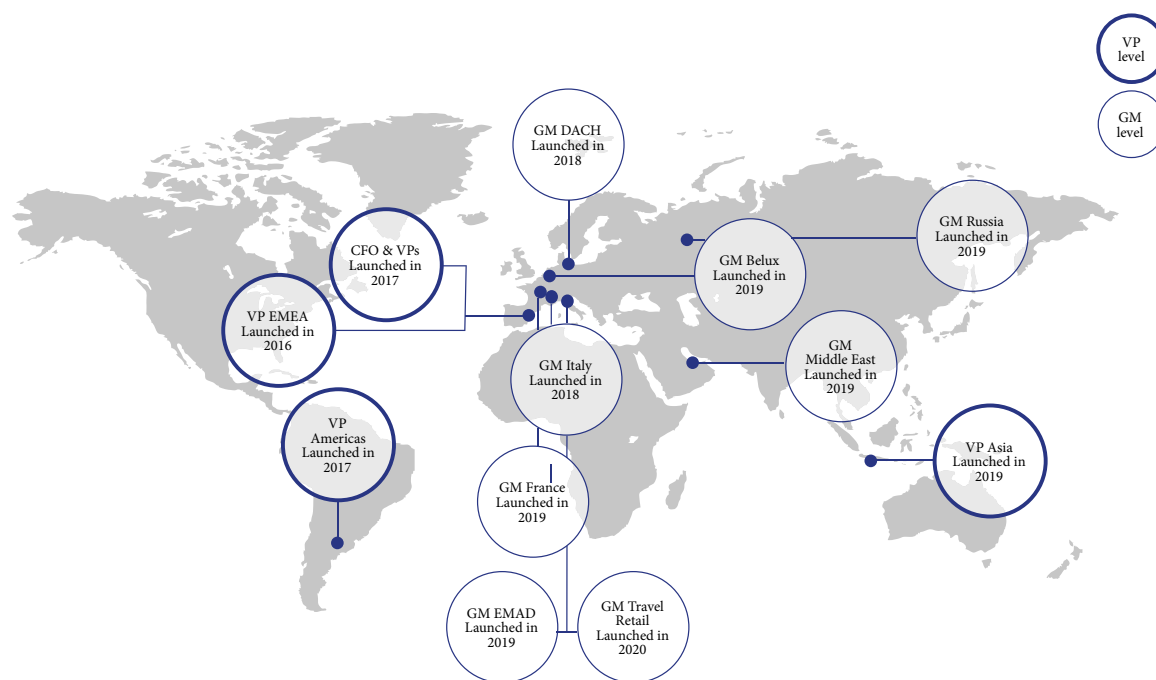 VP
level
GM
level
GM DACH
Launched in
2018
CFO & VPs
Launched in
2017
GM Russia
Launched in
2019
GM Belux
Launched in
2019
VP EMEA
Launched in
2016
GM Italy
Launched in
2018
GM
Middle East
Launched in
2019
VP
Americas
Launched in
2017
VP Asia
Launched in
2019
GM France
Launched in
2019
GM EMAD
Launched in
2019
GM Travel
Retail
Launched in
2020